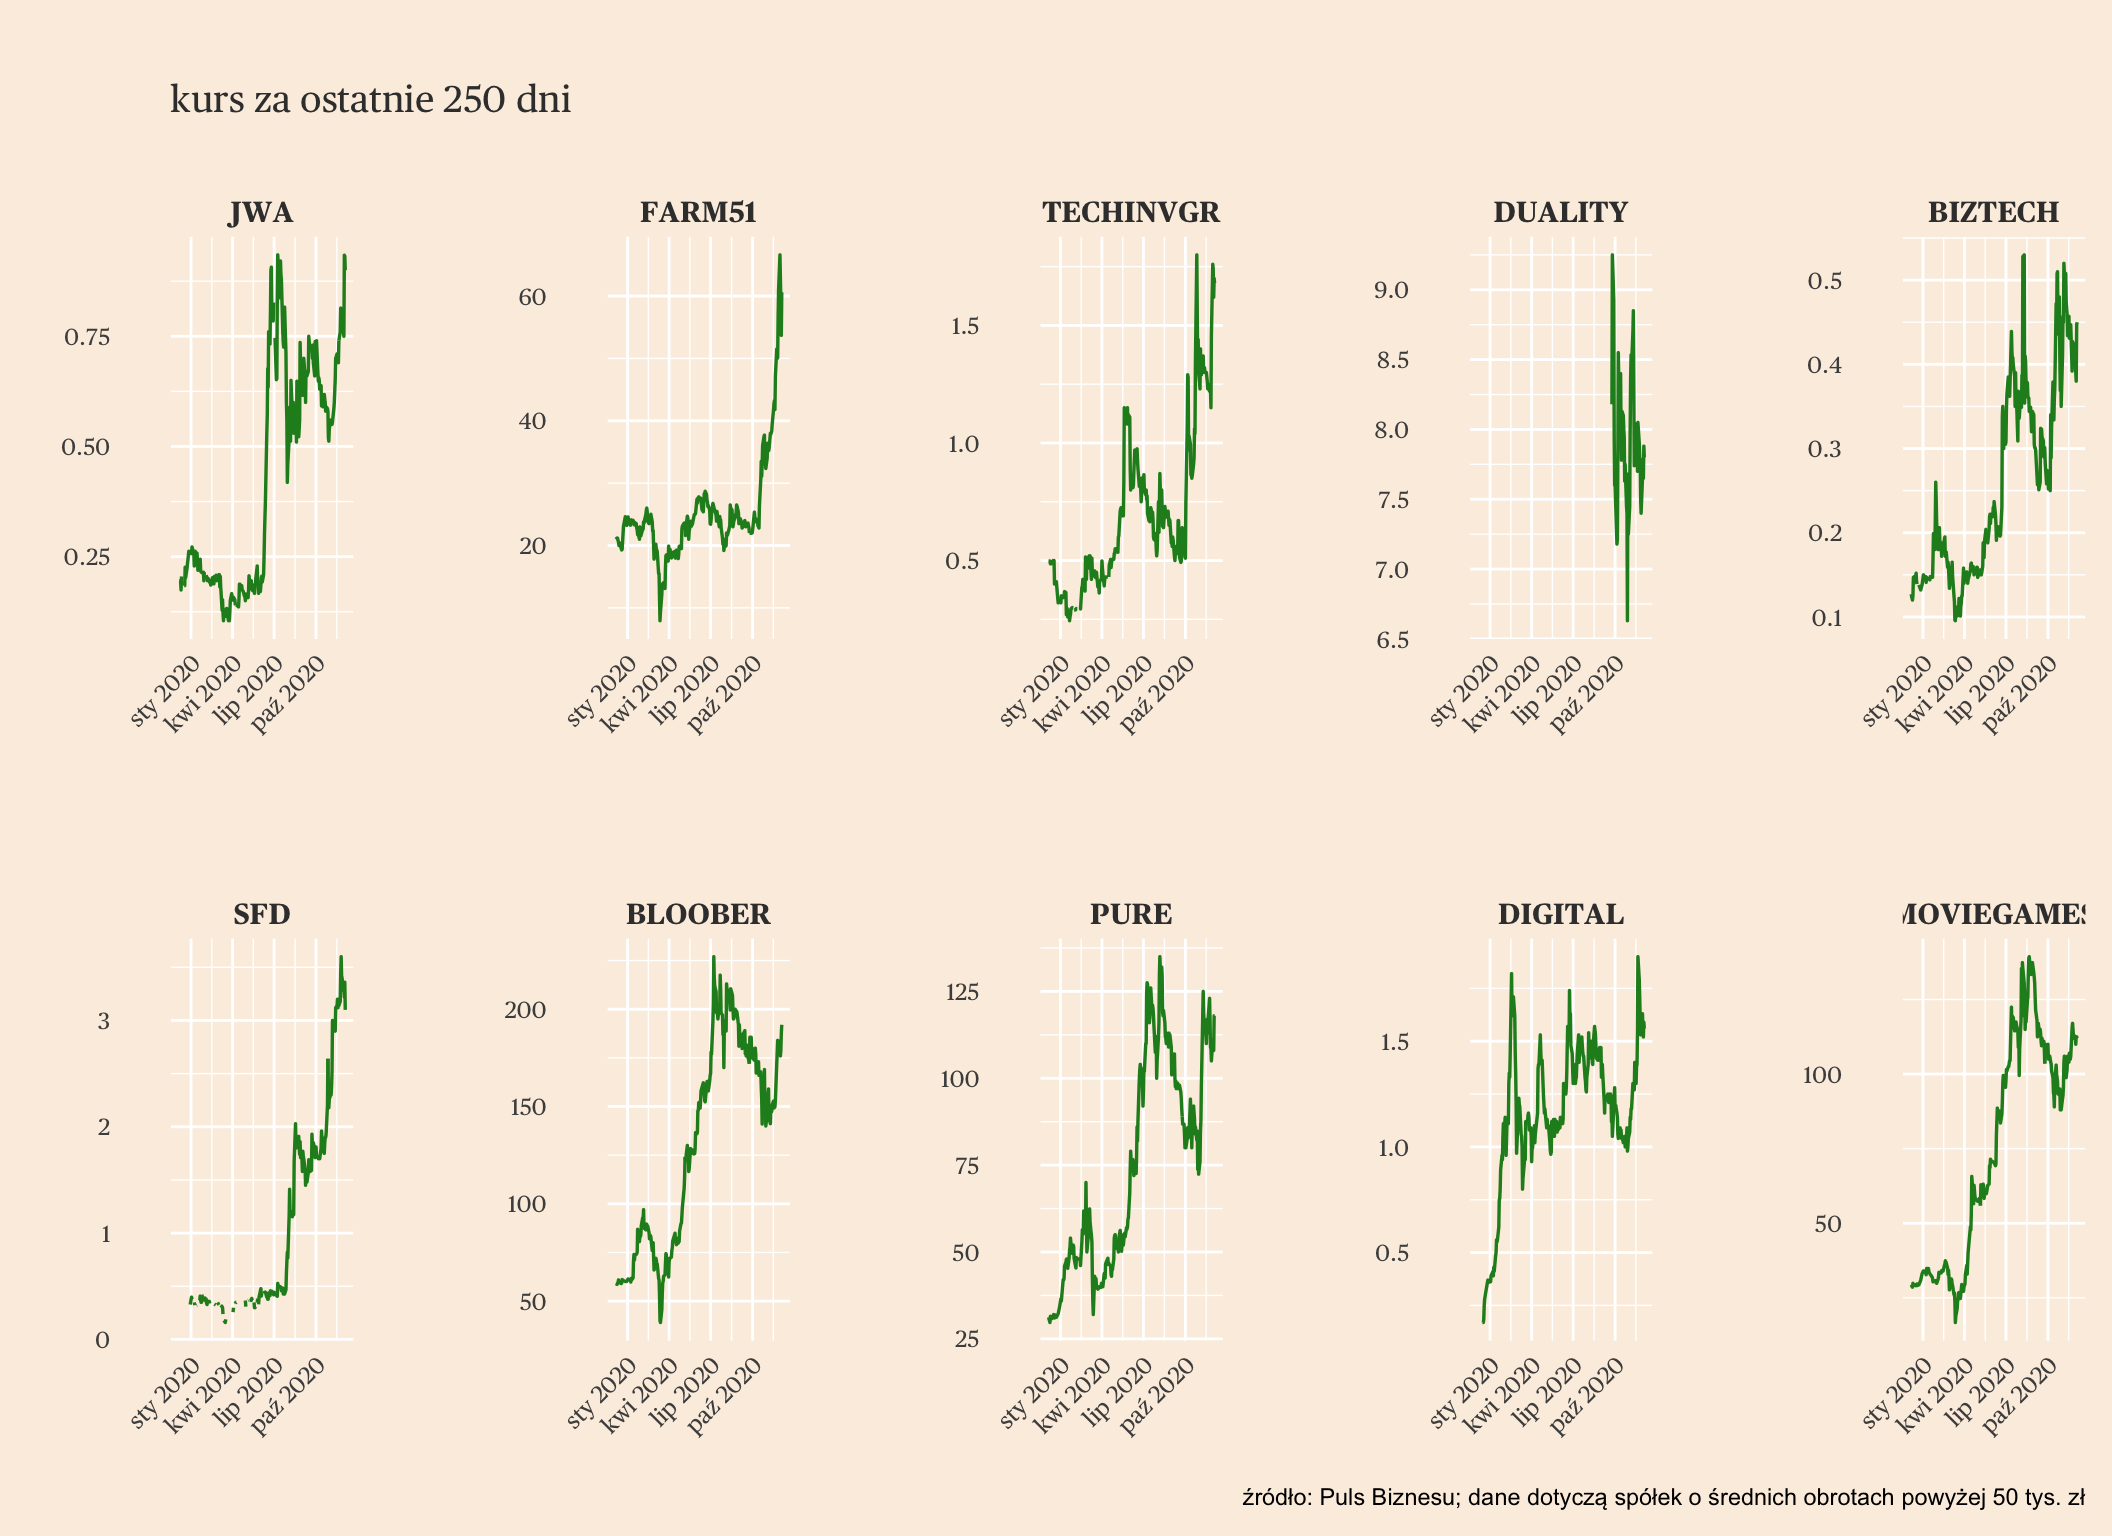 kurs za ostatnie 250 dni
JWA
FARM51
TECHINVGR
DUALITY
BIZTECH
0.75
0.50
0.25
60
40
20
1.5
1.0
0.5
9.0
8.5
8.0
7.5
7.0
6.5
0.5
0.4
0.3
0.2
0.1
sty 2020
kwi 2020
lip 2020
paź 2020
sty 2020
kwi 2020
lip 2020
paź 2020
sty 2020
kwi 2020
lip 2020
paź 2020
sty 2020
kwi 2020
lip 2020
paź 2020
sty 2020
kwi 2020
lip 2020
paź 2020
SFD
BLOOBER
PURE
DIGITAL
MOVIEGAMES
3
2
1
0
200
150
100
50
125
100
75
50
25
1.5
1.0
0.5
100
50
sty 2020
kwi 2020
lip 2020
paź 2020
sty 2020
kwi 2020
lip 2020
paź 2020
sty 2020
kwi 2020
lip 2020
paź 2020
sty 2020
kwi 2020
lip 2020
paź 2020
sty 2020
kwi 2020
lip 2020
paź 2020
źródło: Puls Biznesu; dane dotyczą spółek o średnich obrotach powyżej 50 tys. zł